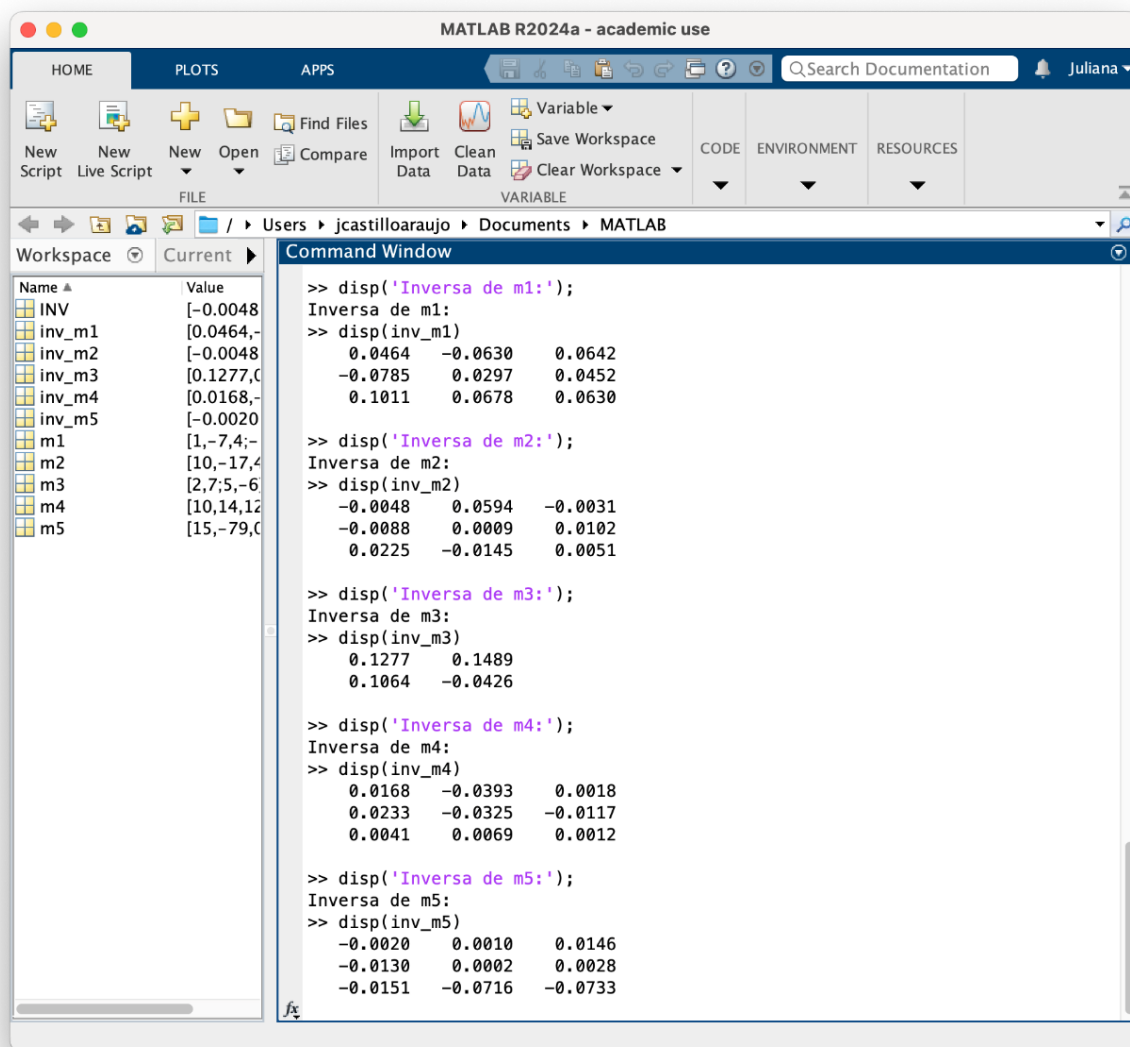 MATLAB R2024a - academic use
HOME PLOTS APPS Search Documentation Juliana
New Script
New Live Script
New
Open
Find Files
Compare
Import Data
Clean Data
Variable
Save Workspace
Clear Workspace
CODE ENVIRONMENT RESOURCES
FILE VARIABLE
/ Users jcastilloaraujo Documents MATLAB
Workspace Current
Name Value
INV [-0.0048
inv_m1 [0.0464,-
inv_m2 [-0.0048
inv_m3 [0.1277,0
inv_m4 [0.0168,-
inv_m5 [-0.0020
m1 [1,-7,4;-
m2 [10,-17,4
m3 [2,7;5,-6]
m4 [10,14,12
m5 [15,-79,0
Command Window
>> disp('Inversa de m1:');
Inversa de m1:
>> disp(inv_m1)
0.0464 -0.0630 0.0642
-0.0785 0.0297 0.0452
0.1011 0.0678 0.0630
>> disp('Inversa de m2:');
Inversa de m2:
>> disp(inv_m2)
-0.0048 0.0594 -0.0031
-0.0088 0.0009 0.0102
0.0225 -0.0145 0.0051
>> disp('Inversa de m3:');
Inversa de m3:
>> disp(inv_m3)
0.1277 0.1489
0.1064 -0.0426
>> disp('Inversa de m4:');
Inversa de m4:
>> disp(inv_m4)
0.0168 -0.0393 0.0018
0.0233 -0.0325 -0.0117
0.0041 0.0069 0.0012
>> disp('Inversa de m5:');
Inversa de m5:
>> disp(inv_m5)
-0.0020 0.0010 0.0146
-0.0130 0.0002 0.0028
-0.0151 -0.0716 -0.0733
fx